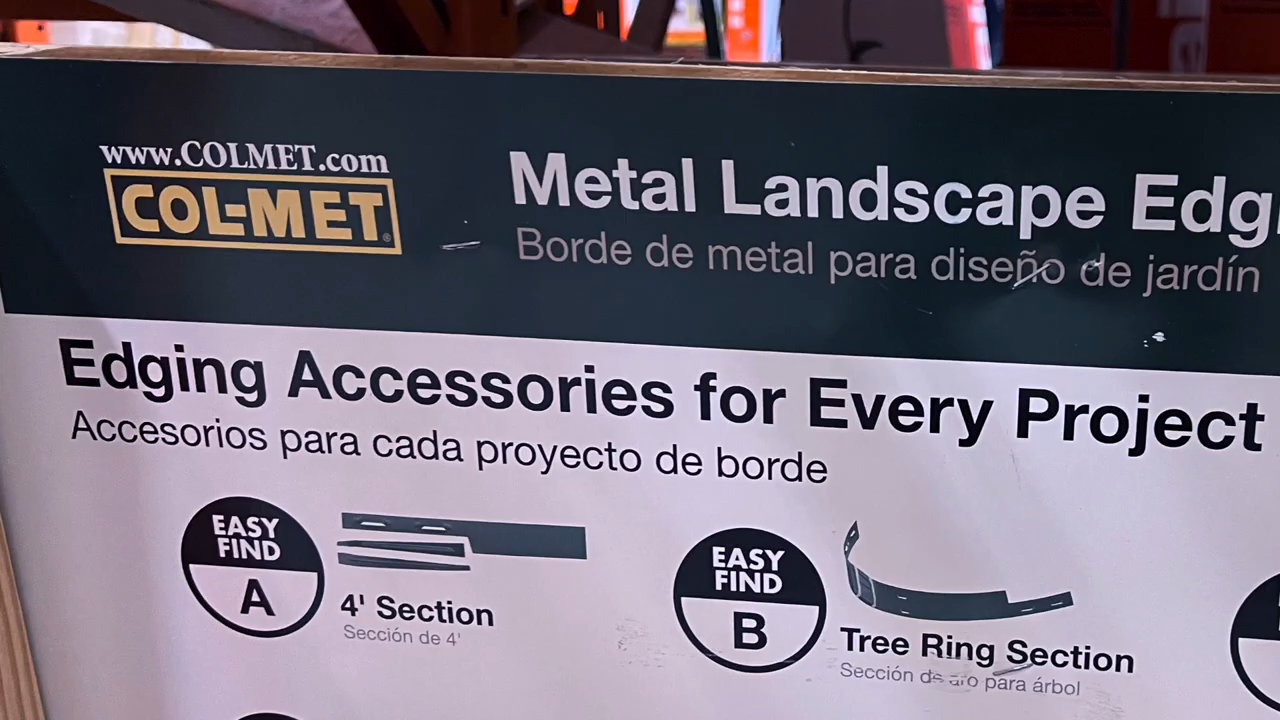 www.COLMET.com
COL-MET®
Metal Landscape Edg
Borde de metal para diseño de jardín
Edging Accessories for Every Project
Accesorios para cada proyecto de borde
EASY
FIND
A
4' Section
Sección de 4'
EASY
FIND
B
Tree Ring Section
Sección de aro para árbol